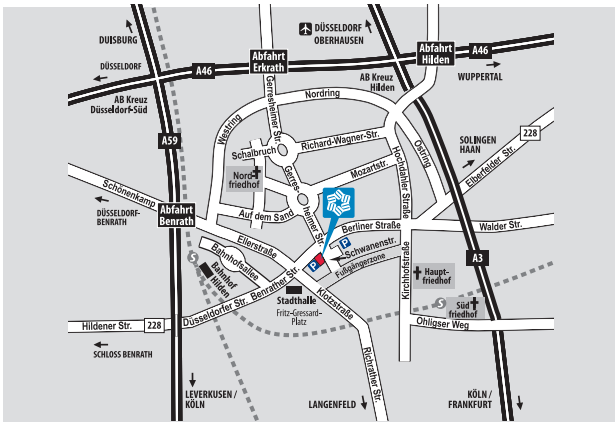 DÜSSELDORF
OBERHAUSEN
DUISBURG
DÜSSELDORF
A46
AB Kreuz
Düsseldorf-Süd
Abfahrt
Erkrath
Gerresheimer Str.
Abfahrt
Hilden
A46
WUPPERTAL
AB Kreuz
Hilden
Nordring
Westring
A59
Schalbruch
Richard-Wagner-Str.
Mozartstr.
Hochdahler Straße
Ostring
SOLINGEN
HAAN
228
Elberfelder Str.
Nord-
friedhof
Gerres-
heimer Str.
Schönenkamp
DÜSSELDORF-
BENRATH
Abfahrt
Benrath
Auf dem Sand
Ellerstraße
Berliner Straße
Walder Str.
P
P
Schwanenstr.
Fußgängerzone
Kirchhofstraße
Haupt-
friedhof
A3
S
Bahnhof
Hilden
Bahnhofsallee
Benrather Str.
Düsseldorfer Str.
Stadthalle
Fritz-Gressard-
Platz
Klotzstraße
S
Süd
friedhof
Hildener Str.
228
Ohligser Weg
SCHLOSS BENRATH
Richrather Str.
LEVERKUSEN /
KÖLN
LANGENFELD
KÖLN /
FRANKFURT